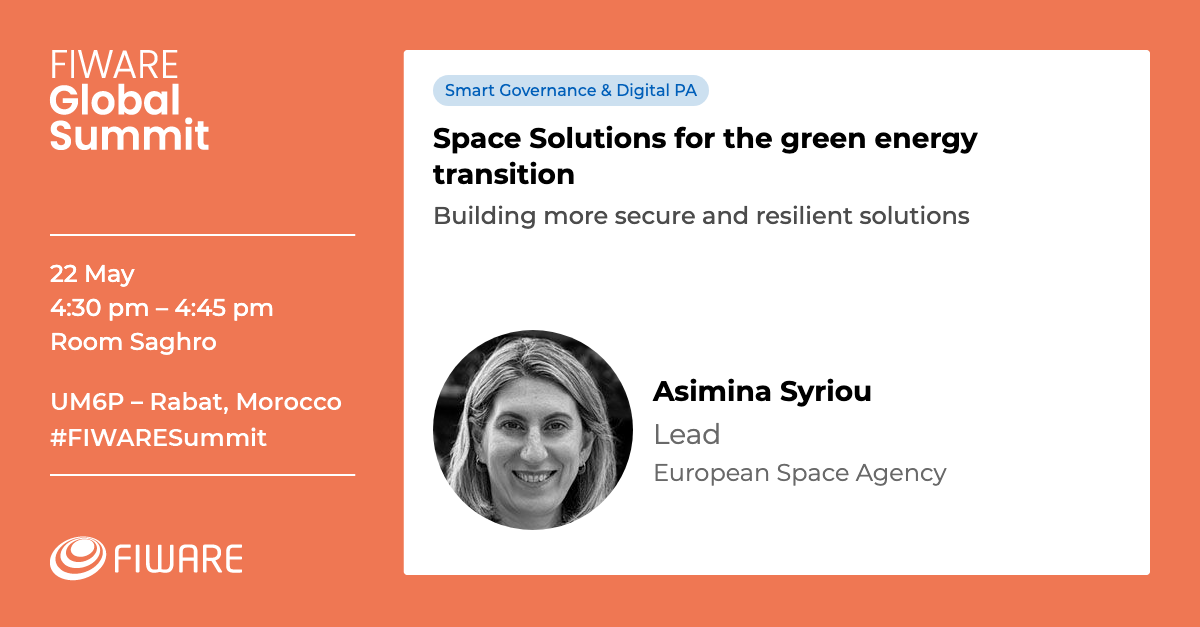 FIWARE
Global
Summit
22 May
4:30 pm – 4:45 pm
Room Saghro
UM6P – Rabat, Morocco
#FIWARESummit
FIWARE
Smart Governance & Digital PA
Space Solutions for the green energy
transition
Building more secure and resilient solutions
Asimina Syriou
Lead
European Space Agency